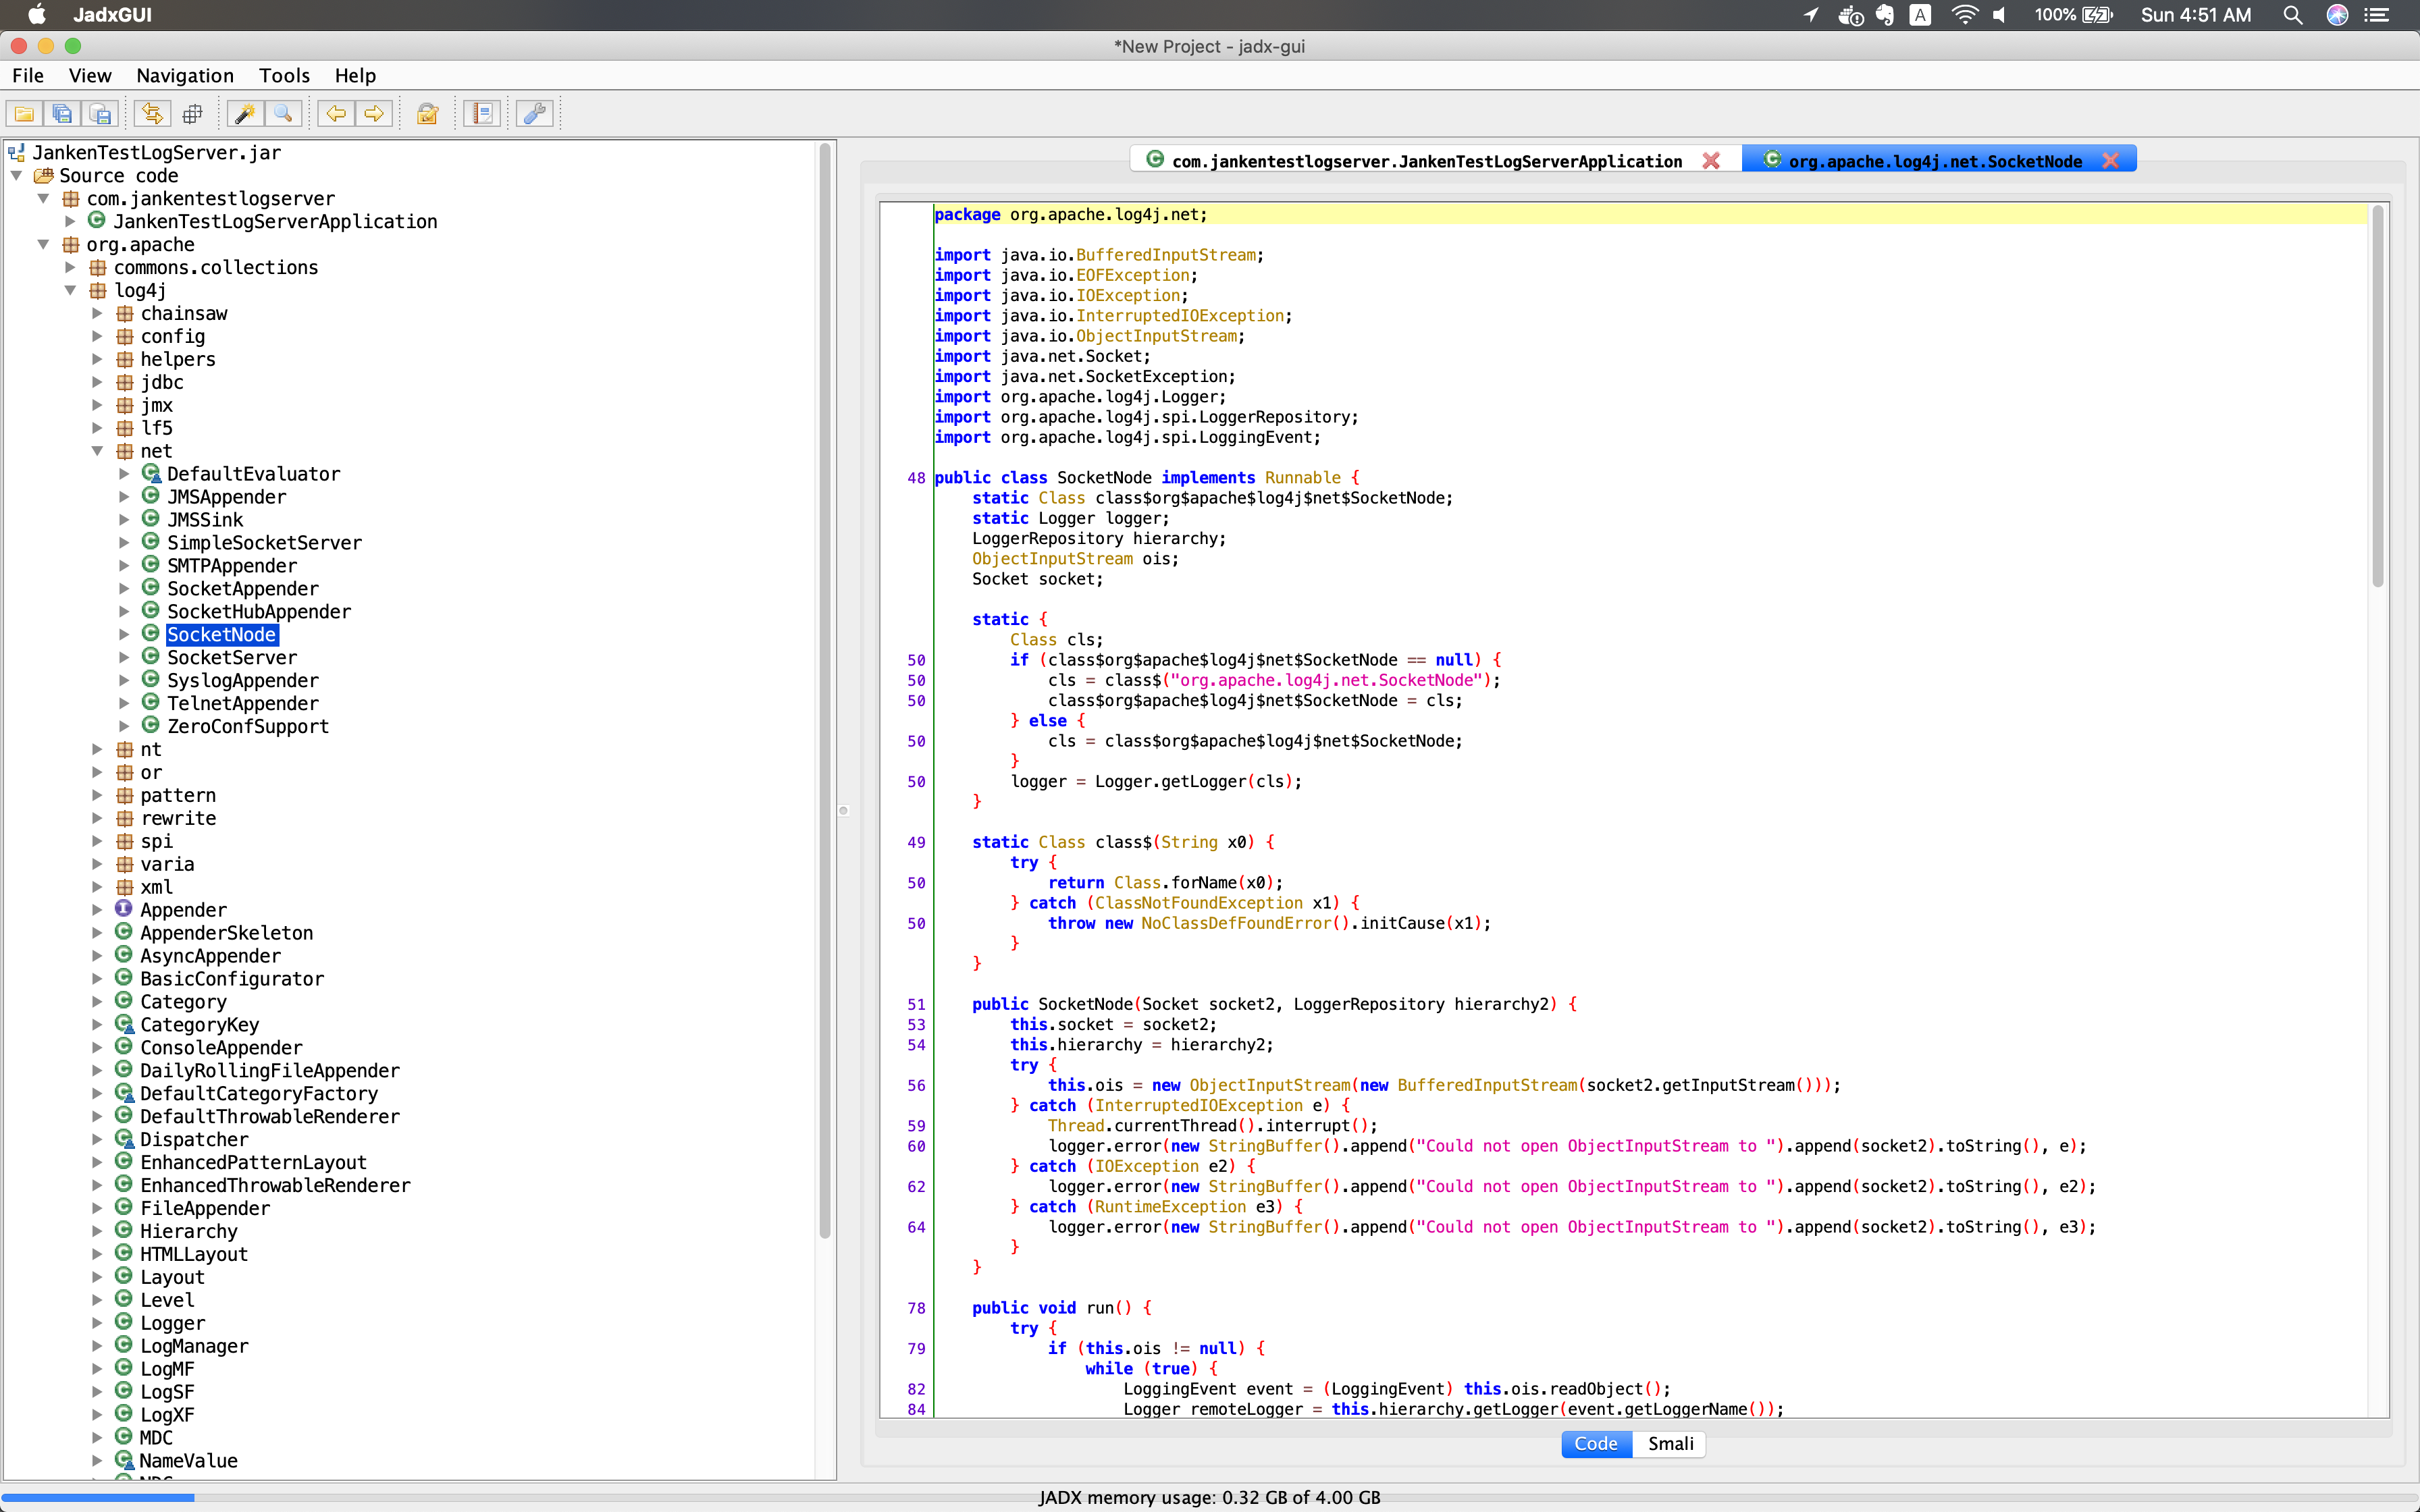 JadxGUI
A
100%
Sun 4:51 AM
*New Project - jadx-gui
File View Navigation Tools Help
JankenTestLogServer.jar
Source code
com.jankentestlogserver
JankenTestLogServerApplication
org.apache
commons.collections
log4j
chainsaw
config
helpers
jdbc
jmx
lf5
net
DefaultEvaluator
JMSAppender
JMSSink
SimpleSocketServer
SMTPAppender
SocketAppender
SocketHubAppender
SocketNode
SocketServer
SyslogAppender
TelnetAppender
ZeroConfSupport
nt
or
pattern
rewrite
spi
varia
xml
Appender
AppenderSkeleton
AsyncAppender
BasicConfigurator
Category
CategoryKey
ConsoleAppender
DailyRollingFileAppender
DefaultCategoryFactory
DefaultThrowableRenderer
Dispatcher
EnhancedPatternLayout
EnhancedThrowableRenderer
FileAppender
Hierarchy
HTMLLayout
Layout
Level
Logger
LogManager
LogMF
LogSF
LogXF
MDC
NameValue
com.jankentestlogserver.JankenTestLogServerApplication
org.apache.log4j.net.SocketNode
package org.apache.log4j.net;
import java.io.BufferedInputStream;
import java.io.EOFException;
import java.io.IOException;
import java.io.InterruptedIOException;
import java.io.ObjectInputStream;
import java.net.Socket;
import java.net.SocketException;
import org.apache.log4j.Logger;
import org.apache.log4j.spi.LoggerRepository;
import org.apache.log4j.spi.LoggingEvent;
48 public class SocketNode implements Runnable {
static Class class$org$apache$log4j$net$SocketNode;
static Logger logger;
LoggerRepository hierarchy;
ObjectInputStream ois;
Socket socket;
static {
Class cls;
50 if (class$org$apache$log4j$net$SocketNode == null) {
50 cls = class$("org.apache.log4j.net.SocketNode");
50 class$org$apache$log4j$net$SocketNode = cls;
} else {
50 cls = class$org$apache$log4j$net$SocketNode;
}
50 logger = Logger.getLogger(cls);
}
49 static Class class$(String x0) {
try {
50 return Class.forName(x0);
} catch (ClassNotFoundException x1) {
50 throw new NoClassDefFoundError().initCause(x1);
}
}
51 public SocketNode(Socket socket2, LoggerRepository hierarchy2) {
53 this.socket = socket2;
54 this.hierarchy = hierarchy2;
try {
56 this.ois = new ObjectInputStream(new BufferedInputStream(socket2.getInputStream()));
} catch (InterruptedIOException e) {
59 Thread.currentThread().interrupt();
60 logger.error(new StringBuffer().append("Could not open ObjectInputStream to ").append(socket2).toString(), e);
} catch (IOException e2) {
62 logger.error(new StringBuffer().append("Could not open ObjectInputStream to ").append(socket2).toString(), e2);
} catch (RuntimeException e3) {
64 logger.error(new StringBuffer().append("Could not open ObjectInputStream to ").append(socket2).toString(), e3);
}
}
78 public void run() {
try {
79 if (this.ois != null) {
while (true) {
82 LoggingEvent event = (LoggingEvent) this.ois.readObject();
84 Logger remoteLogger = this.hierarchy.getLogger(event.getLoggerName());
Code Smali
JADX memory usage: 0.32 GB of 4.00 GB